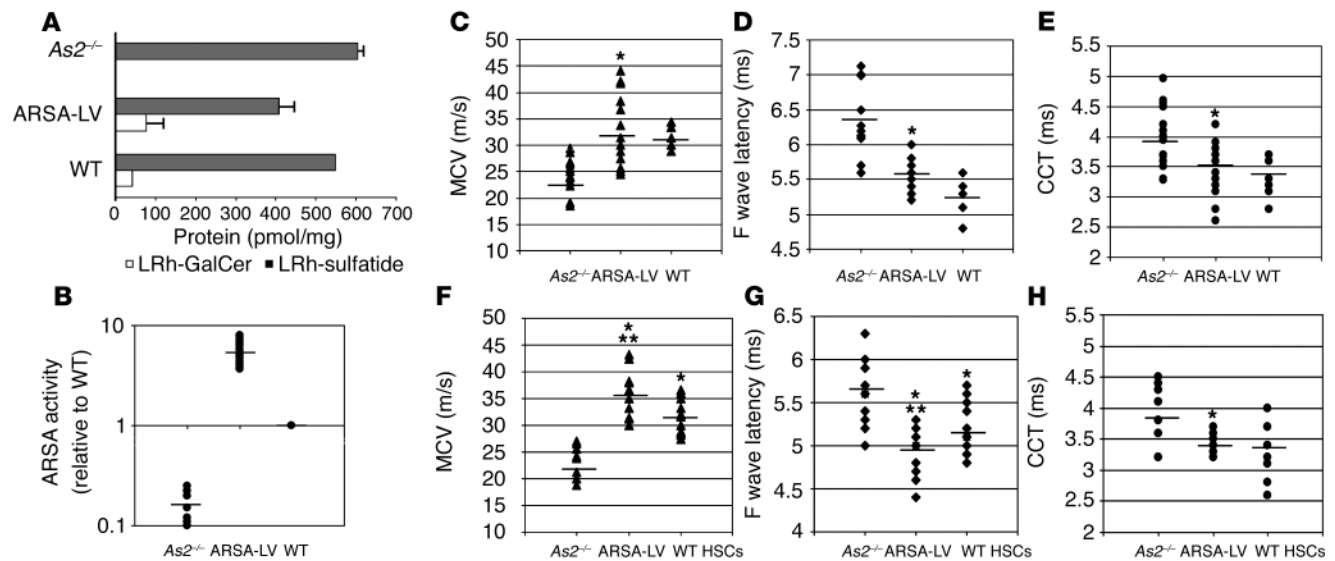 A
As2⁻/⁻
ARSA-LV
WT
0 100 200 300 400 500 600 700
Protein (pmol/mg)
LRh-GalCer LRh-sulfatide
B
ARSA activity
(relative to WT)
10
1
0.1
As2⁻/⁻ ARSA-LV WT
C
MCV (m/s)
50
45
40
35
30
25
20
15
10
*
As2⁻/⁻ ARSA-LV WT
D
F wave latency (ms)
7.5
7
6.5
6
5.5
5
4.5
*
As2⁻/⁻ ARSA-LV WT
E
CCT (ms)
5.5
5
4.5
4
3.5
3
2.5
2
*
As2⁻/⁻ ARSA-LV WT
F
MCV (m/s)
50
45
40
35
30
25
20
15
10
*
**
*
As2⁻/⁻ ARSA-LV WT HSCs
G
F wave latency (ms)
6.5
6
5.5
5
4.5
4
*
**
*
As2⁻/⁻ ARSA-LV WT HSCs
H
CCT (ms)
5.5
5
4.5
4
3.5
3
2.5
2
*
As2⁻/⁻ ARSA-LV WT HSCs